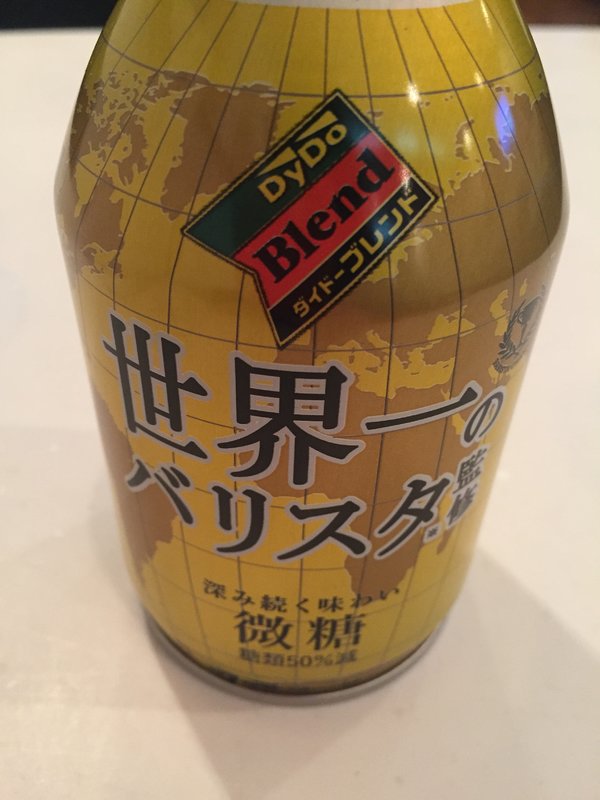 DyDo
Blend
ダイドーブレンド
世界一の
バリスタ※監修
深み続く味わい
微糖
糖類50%減